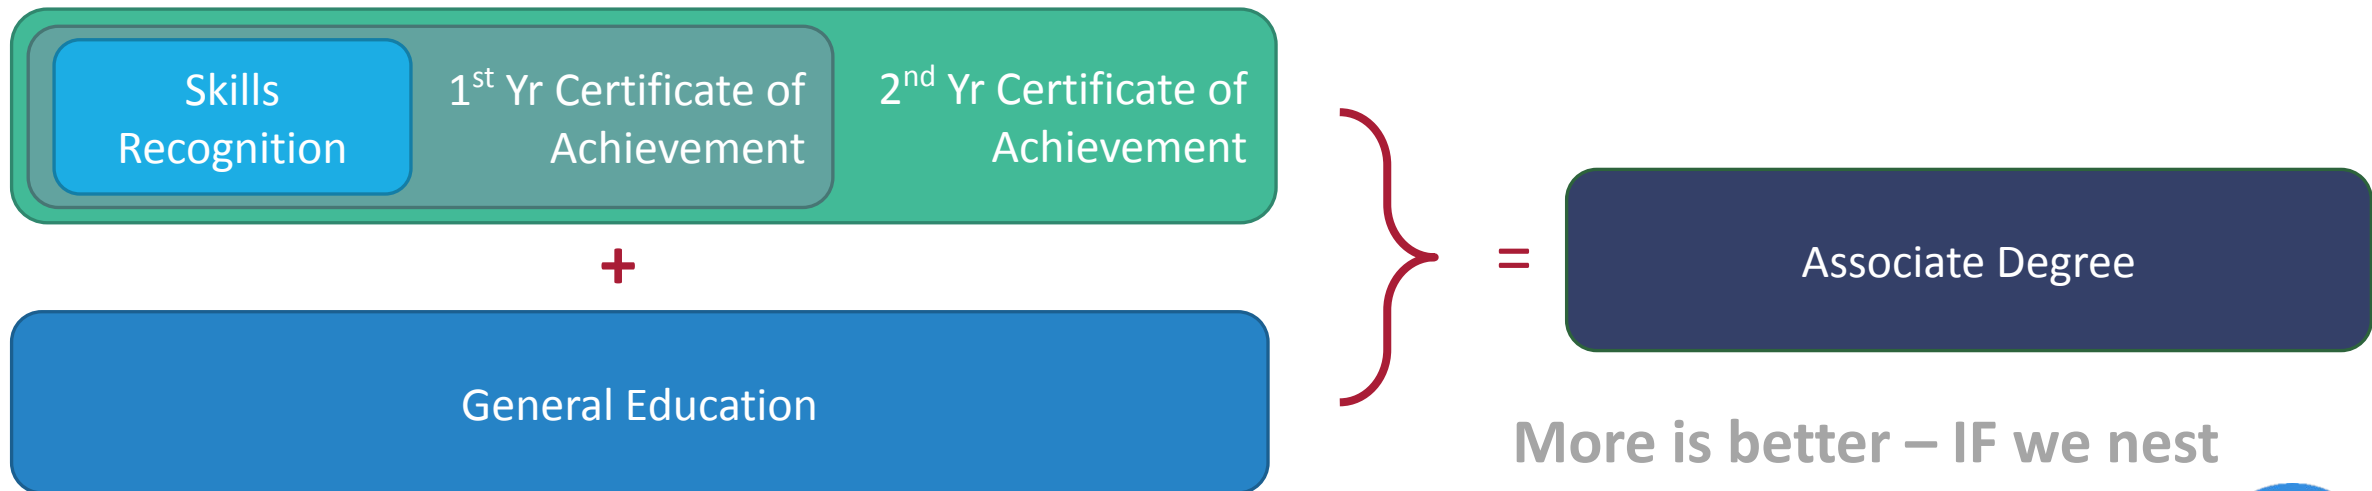 Skills
Recognition
1st Yr Certificate of
Achievement
2nd Yr Certificate of
Achievement
+
=
Associate Degree
General Education
More is better – IF we nest